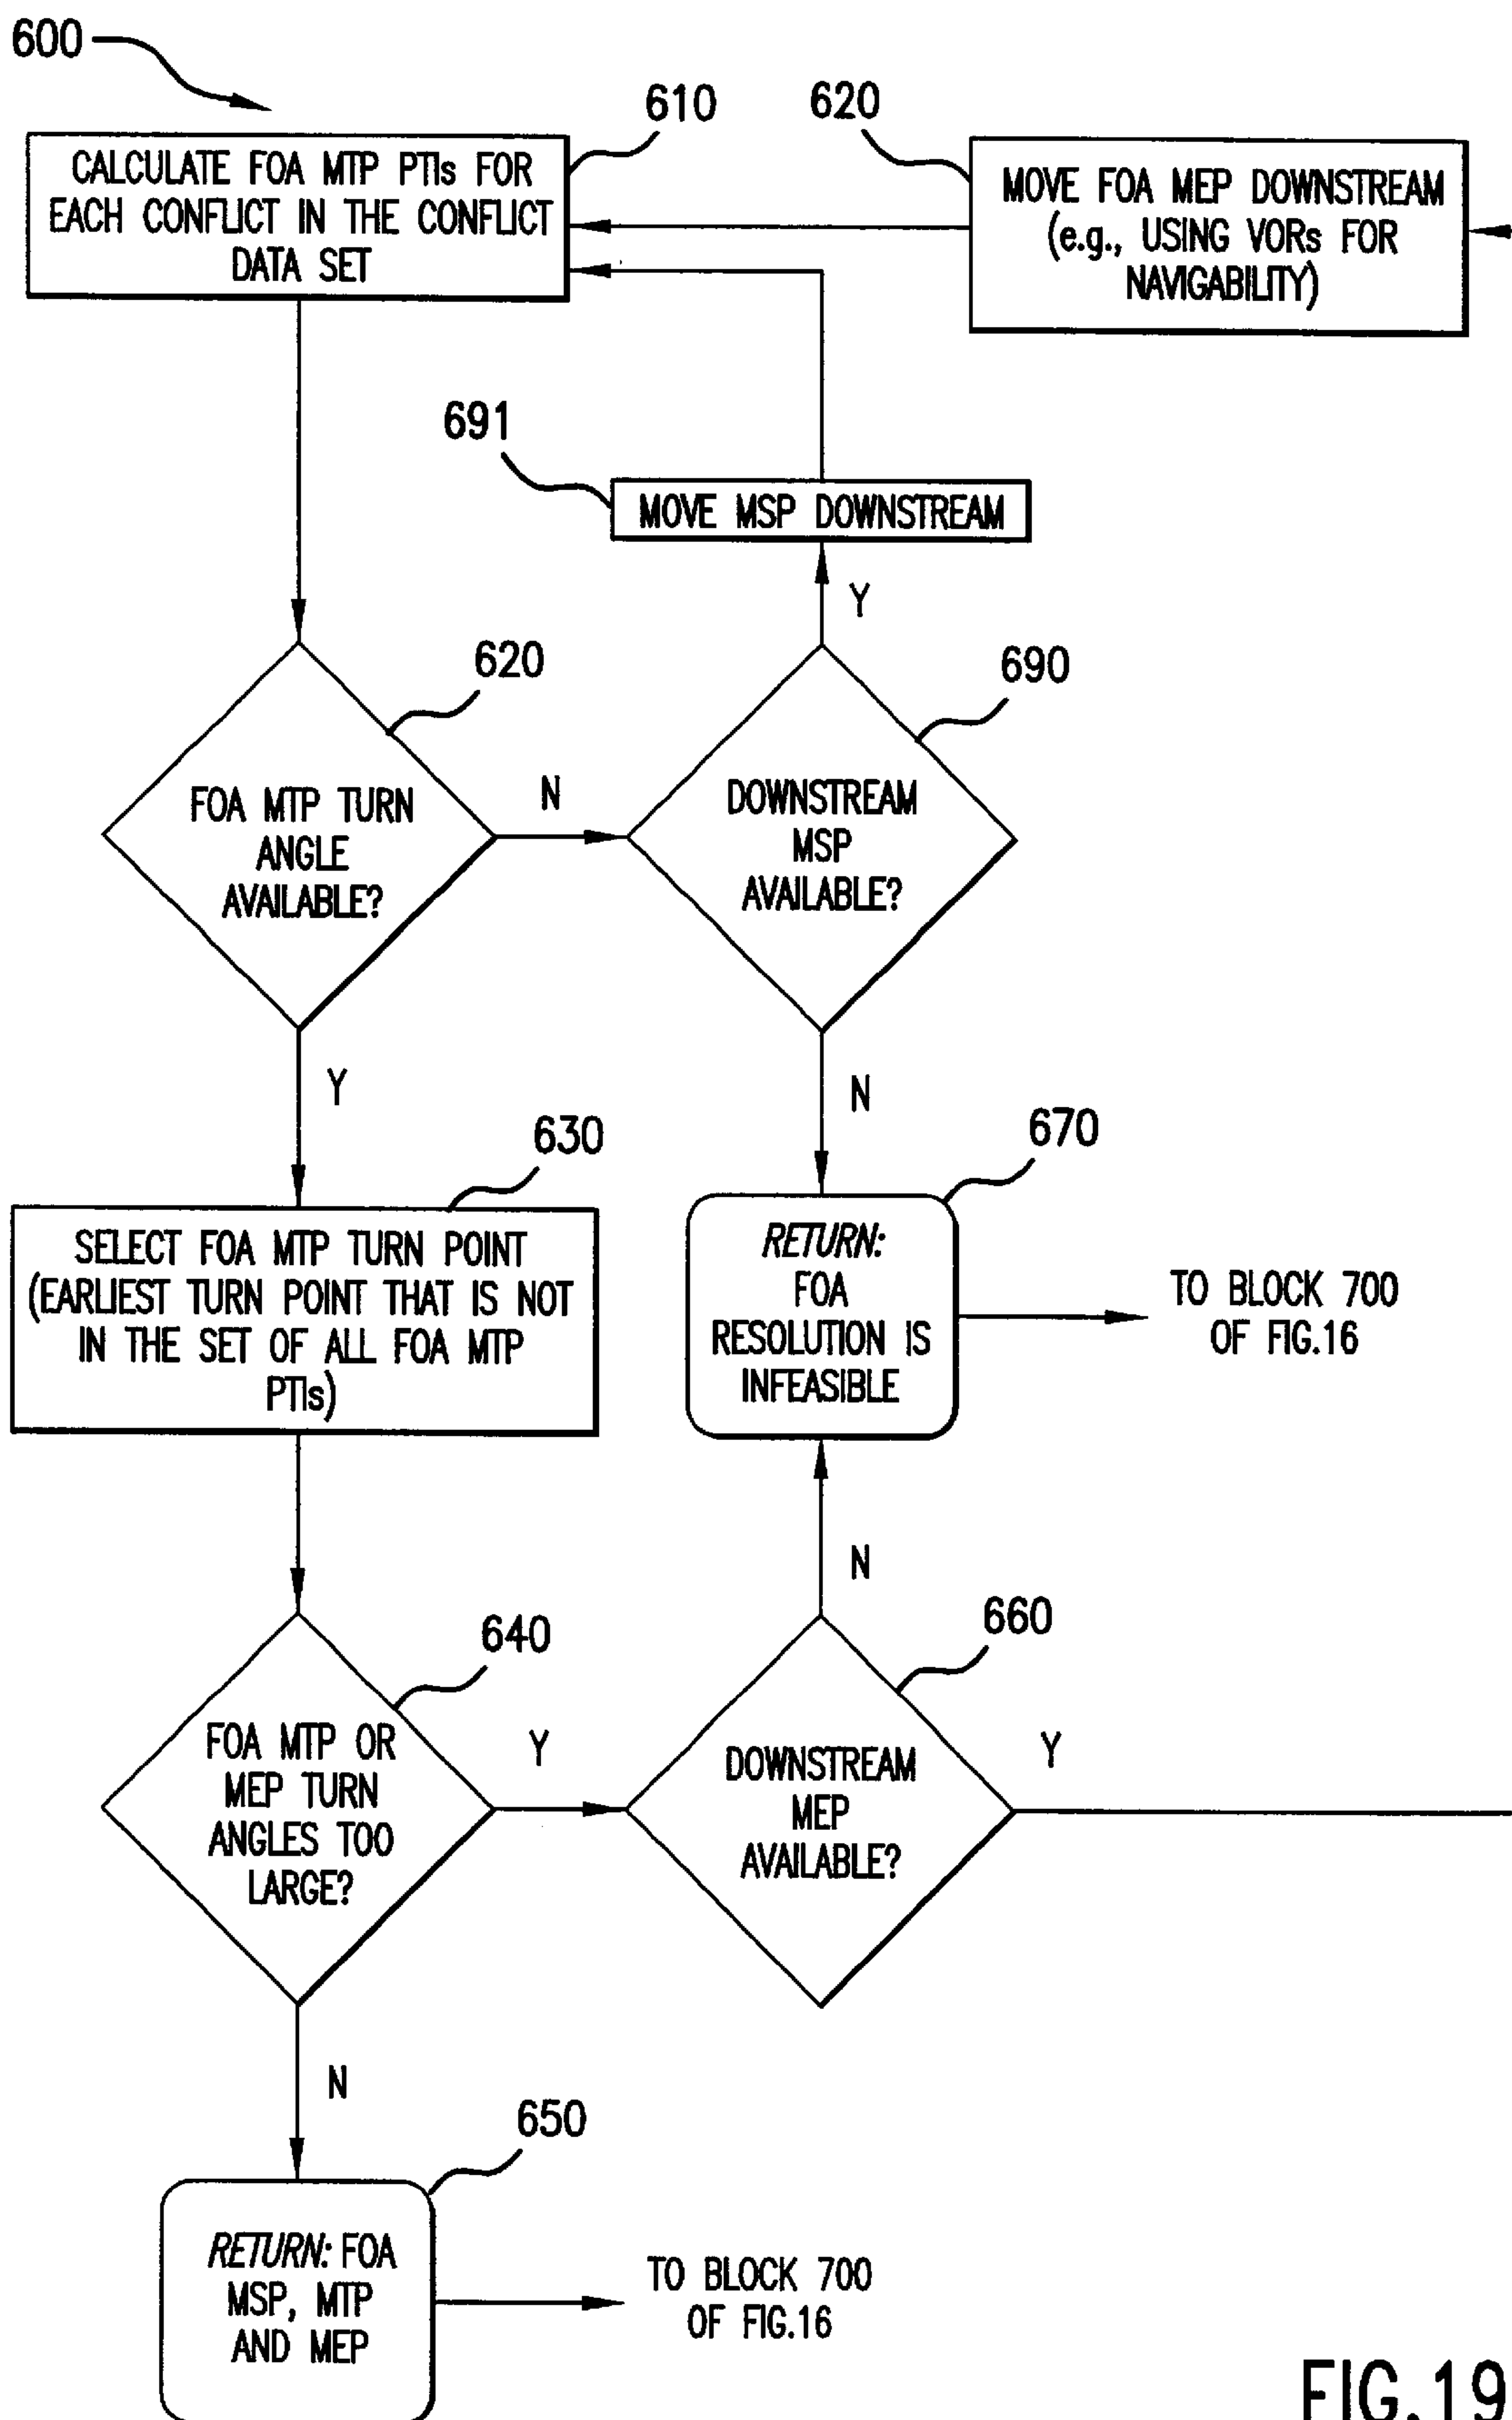 600
610
620
CALCULATE FOA MTP PTIs FOR
EACH CONFLICT IN THE CONFLICT
DATA SET
MOVE FOA MEP DOWNSTREAM
(e.g., USING VORs FOR
NAVIGABILITY)
691
MOVE MSP DOWNSTREAM
Y
620
690
FOA MTP TURN
ANGLE
AVAILABLE?
N
DOWNSTREAM
MSP
AVAILABLE?
Y
N
630
670
SELECT FOA MTP TURN POINT
(EARLIEST TURN POINT THAT IS NOT
IN THE SET OF ALL FOA MTP
PTIs)
RETURN:
FOA
RESOLUTION IS
INFEASIBLE
TO BLOCK 700
OF FIG.16
N
640
660
FOA MTP OR
MEP TURN
ANGLES TOO
LARGE?
Y
DOWNSTREAM
MEP
AVAILABLE?
Y
N
650
RETURN: FOA
MSP, MTP
AND MEP
TO BLOCK 700
OF FIG.16
FIG.19